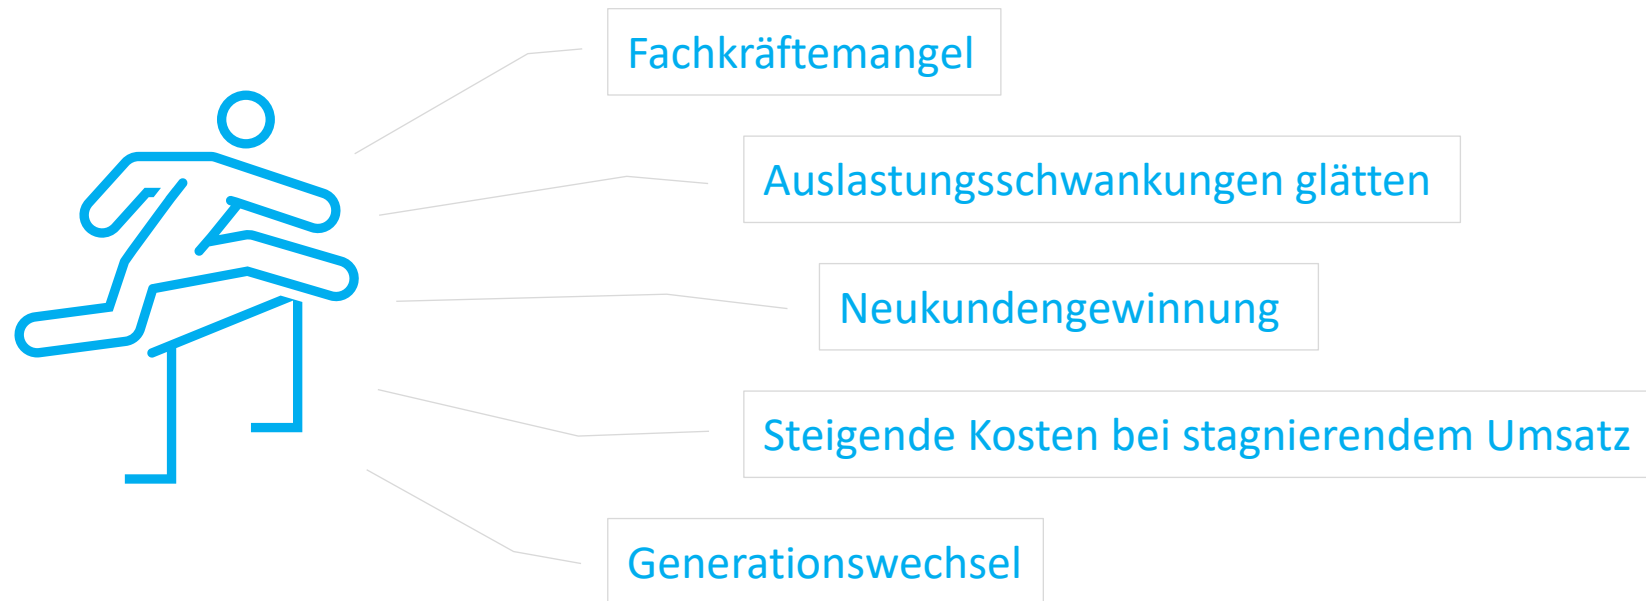 Fachkräftemangel
Auslastungsschwankungen glätten
Neukundengewinnung
Steigende Kosten bei stagnierendem Umsatz
Generationswechsel